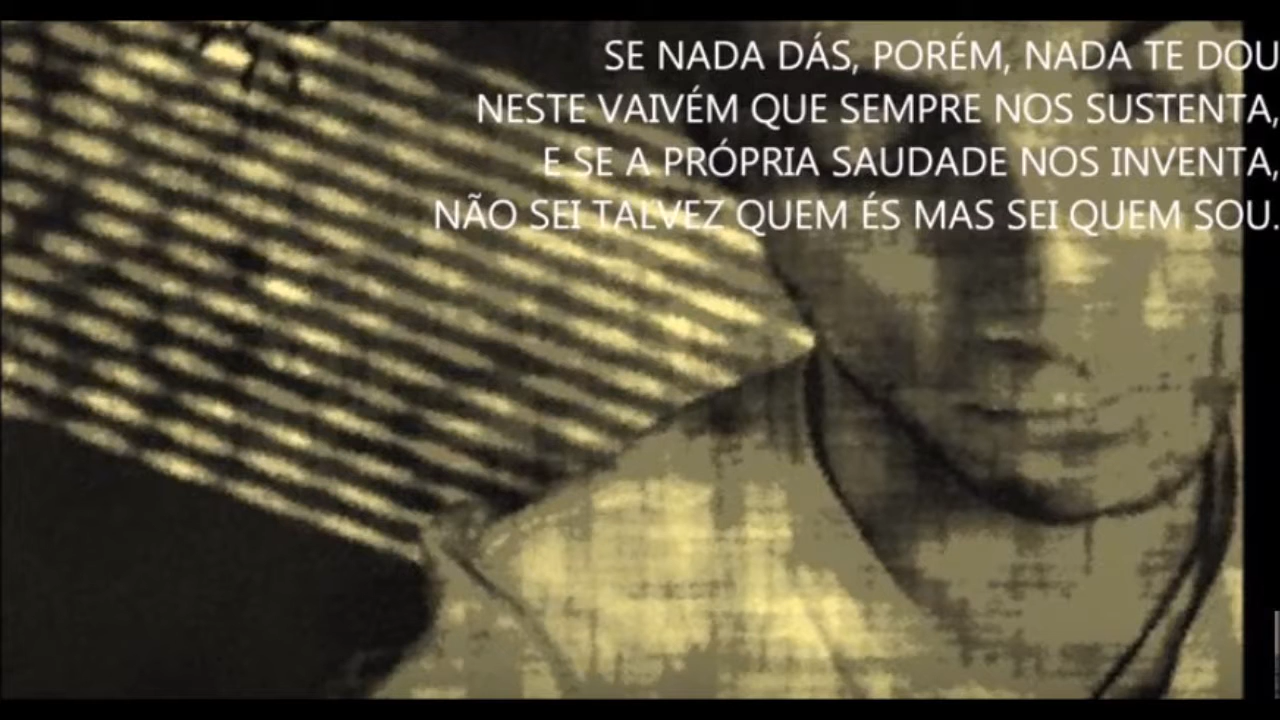 SE NADA DÁS, PORÉM, NADA TE DOU
NESTE VAIVÉM QUE SEMPRE NOS SUSTENTA,
E SE A PRÓPRIA SAUDADE NOS INVENTA,
NÃO SEI TALVEZ QUEM ÉS MAS SEI QUEM SOU.